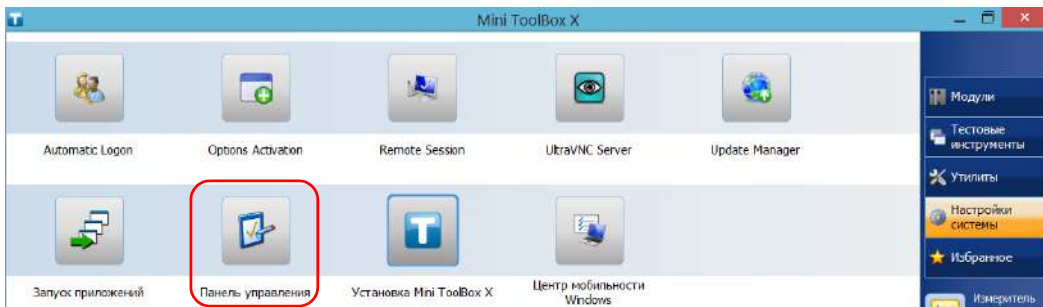 Mini ToolBox X
Automatic Logon
Options Activation
Remote Session
UltraVNC Server
Update Manager
Запуск приложений
Панель управления
Установка Mini ToolBox X
Центр мобильности
Windows
Модули
Тестовые
инструменты
Утилиты
Настройки
системы
Избранное
Измеритель